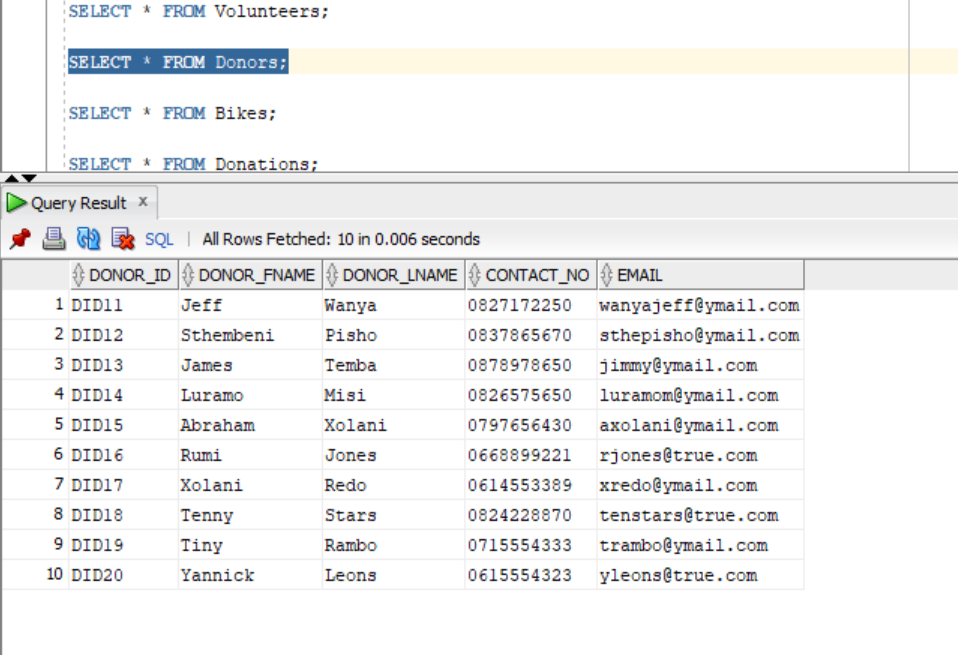 SELECT * FROM Volunteers;
SELECT * FROM Donors;
SELECT * FROM Bikes;
SELECT * FROM Donations;
Query Result x
SQL | All Rows Fetched: 10 in 0.006 seconds
DONOR_ID DONOR_FNAME DONOR_LNAME CONTACT_NO EMAIL
1 DID11 Jeff Wanya 0827172250 wanyajeff@ymail.com
2 DID12 Sthembeni Pisho 0837865670 sthepisho@ymail.com
3 DID13 James Temba 0878978650 jimmy@ymail.com
4 DID14 Luramo Misi 0826575650 luramom@ymail.com
5 DID15 Abraham Xolani 0797656430 axolani@ymail.com
6 DID16 Rumi Jones 0668899221 rjones@true.com
7 DID17 Xolani Redo 0614553389 xredo@ymail.com
8 DID18 Tenny Stars 0824228870 tenstars@true.com
9 DID19 Tiny Rambo 0715554333 trambo@ymail.com
10 DID20 Yannick Leons 0615554323 yleons@true.com